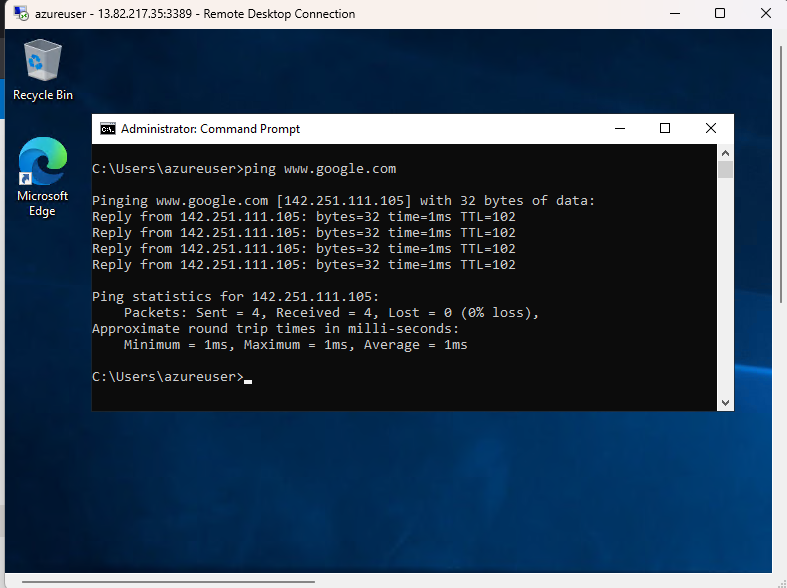 azureuser - 13.82.217.35:3389 - Remote Desktop Connection
Recycle Bin
Microsoft
Edge
Administrator: Command Prompt
C:\Users\azureuser>ping www.google.com
Pinging www.google.com [142.251.111.105] with 32 bytes of data:
Reply from 142.251.111.105: bytes=32 time=1ms TTL=102
Reply from 142.251.111.105: bytes=32 time=1ms TTL=102
Reply from 142.251.111.105: bytes=32 time=1ms TTL=102
Reply from 142.251.111.105: bytes=32 time=1ms TTL=102
Ping statistics for 142.251.111.105:
    Packets: Sent = 4, Received = 4, Lost = 0 (0% loss),
Approximate round trip times in milli-seconds:
    Minimum = 1ms, Maximum = 1ms, Average = 1ms
C:\Users\azureuser>